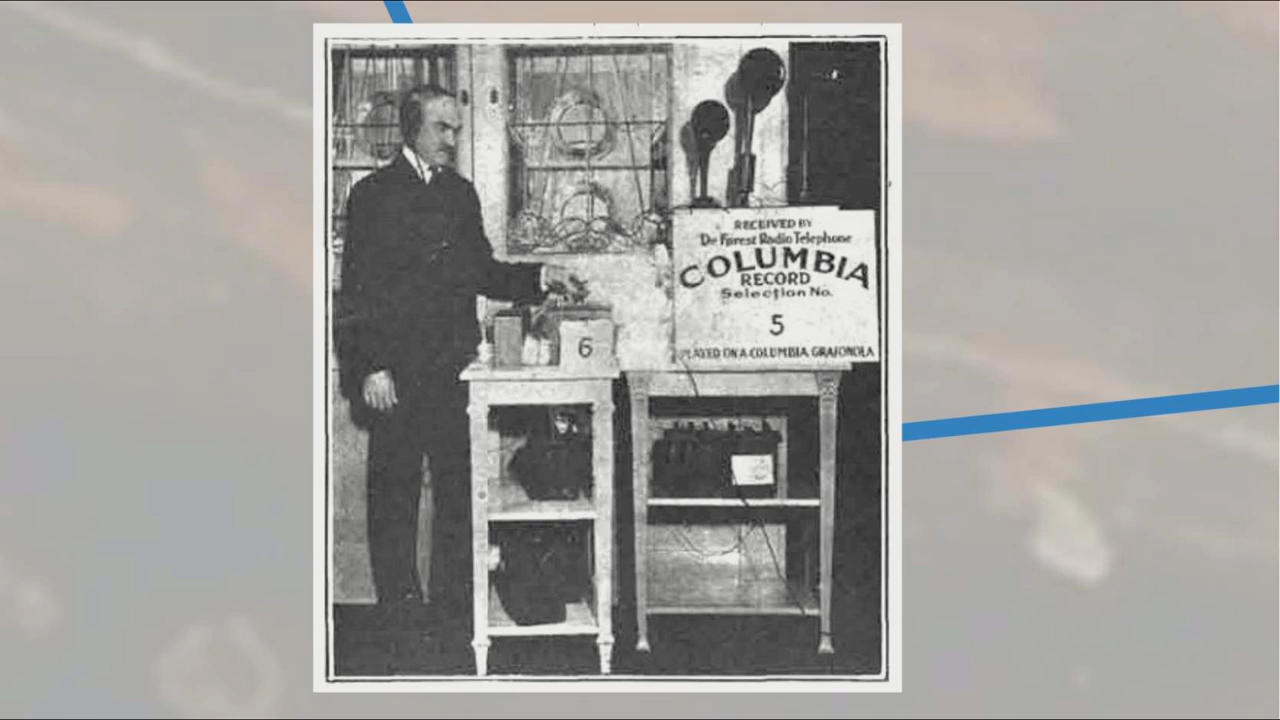 RECEIVED BY
De Forest Radio Telephone
COLUMBIA
RECORD
Selection No.
5
PLAYED ON A COLUMBIA GRAFONOLA
6